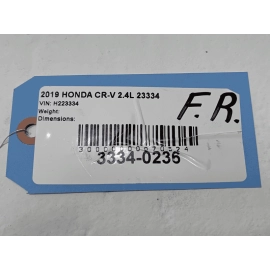 2019 HONDA CR-V 2.4L 23334
VIN: H223334
Weight:
Dimensions:
F.R.
3334-0236